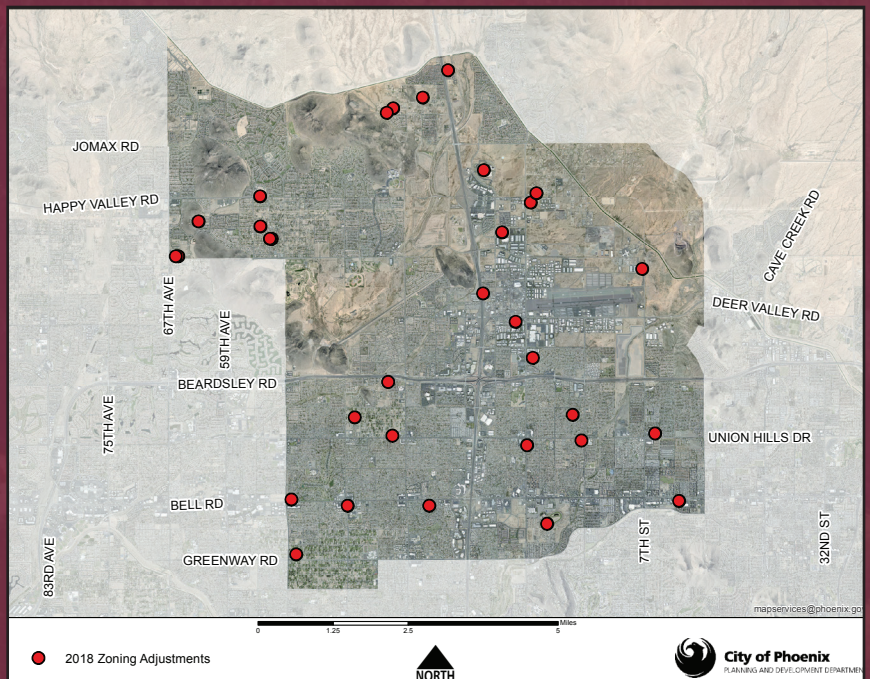 JOMAX RD
HAPPY VALLEY RD
CAVE CREEK RD
67TH AVE
59TH AVE
DEER VALLEY RD
BEARDSLEY RD
75TH AVE
UNION HILLS DR
BELL RD
83RD AVE
GREENWAY RD
7TH ST
32ND ST
mapservices@phoenix.go
0 1.25 2.5 5 Miles
2018 Zoning Adjustments
NORTH
City of Phoenix
PLANNING AND DEVELOPMENT DEPARTMEN